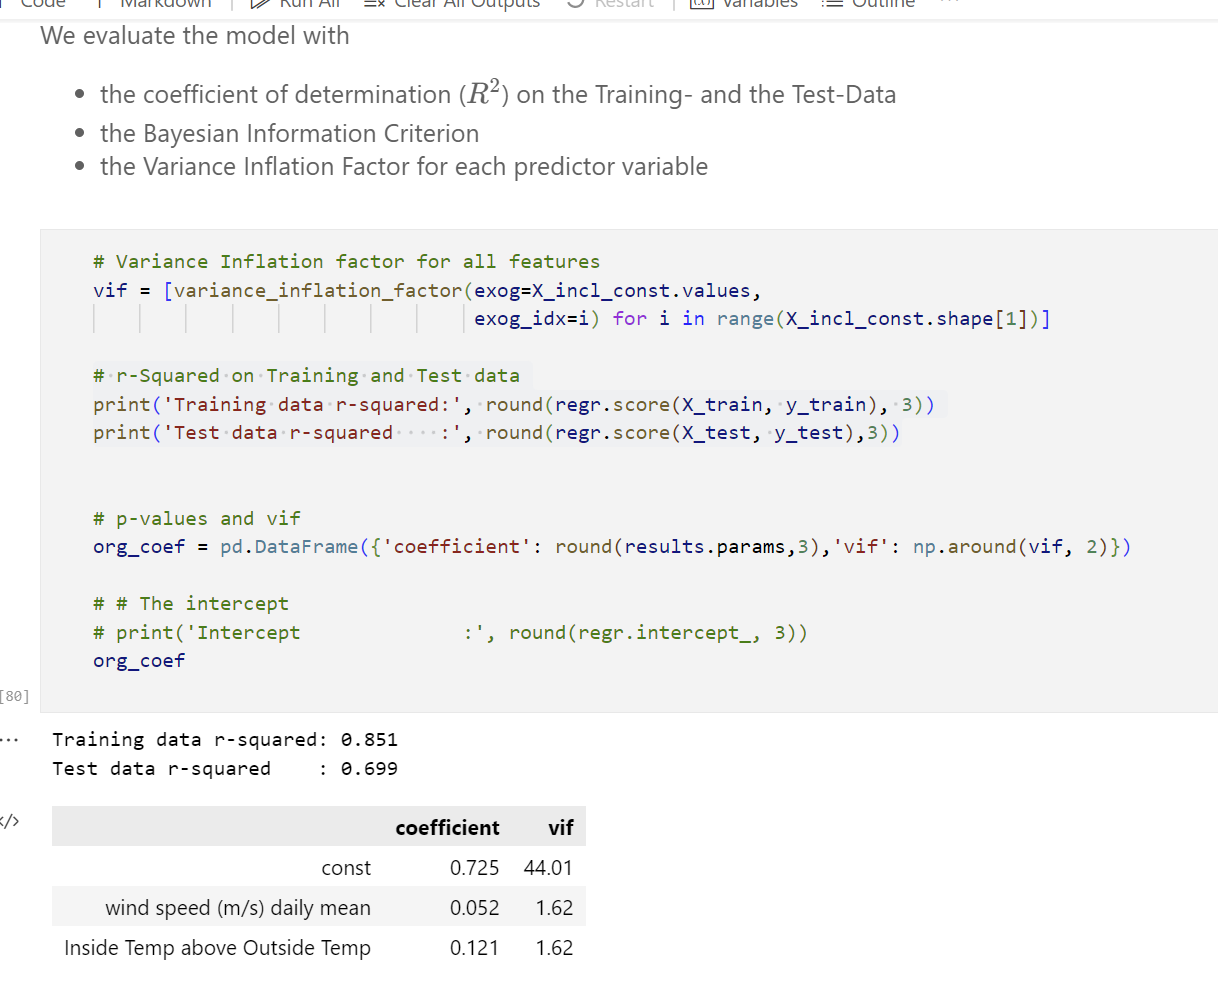 Code Markdown Run All Clear All Outputs Restart Variables Outline ...
We evaluate the model with
• the coefficient of determination (R²) on the Training- and the Test-Data
• the Bayesian Information Criterion
• the Variance Inflation Factor for each predictor variable
# Variance Inflation factor for all features
vif = [variance_inflation_factor(exog=X_incl_const.values,
exog_idx=i) for i in range(X_incl_const.shape[1])]
# r-Squared on Training and Test data
print('Training data r-squared:', round(regr.score(X_train, y_train), 3))
print('Test data r-squared    :', round(regr.score(X_test, y_test),3))
# p-values and vif
org_coef = pd.DataFrame({'coefficient': round(results.params,3),'vif': np.around(vif, 2)})
# # The intercept
# print('Intercept              :', round(regr.intercept_, 3))
org_coef
[80]
...
Training data r-squared: 0.851
Test data r-squared    : 0.699
</>
coefficient vif
const 0.725 44.01
wind speed (m/s) daily mean 0.052 1.62
Inside Temp above Outside Temp 0.121 1.62